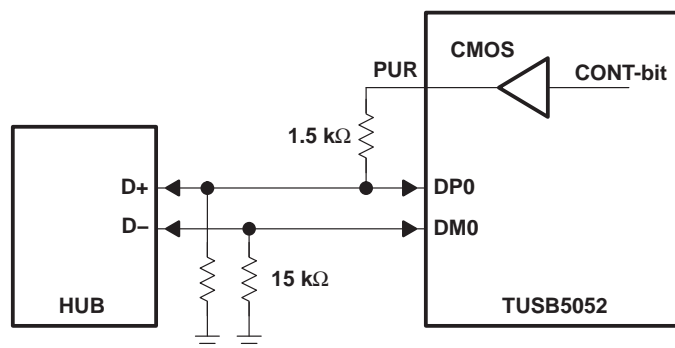 CMOS
PUR
CONT-bit
1.5 kΩ
D+
DP0
D–
DM0
15 kΩ
HUB
TUSB5052